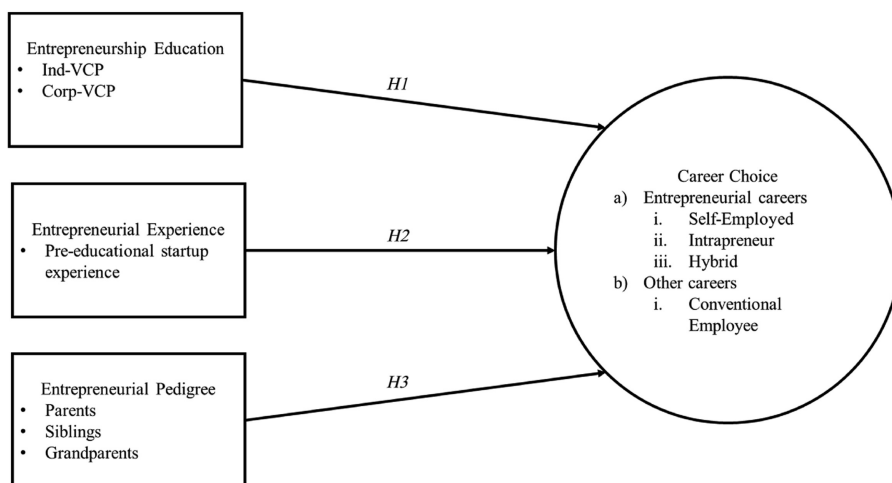 Entrepreneurship Education
• Ind-VCP
• Corp-VCP
H1
Entrepreneurial Experience
• Pre-educational startup
experience
H2
Entrepreneurial Pedigree
• Parents
• Siblings
• Grandparents
H3
Career Choice
a) Entrepreneurial careers
i. Self-Employed
ii. Intrapreneur
iii. Hybrid
b) Other careers
i. Conventional
Employee